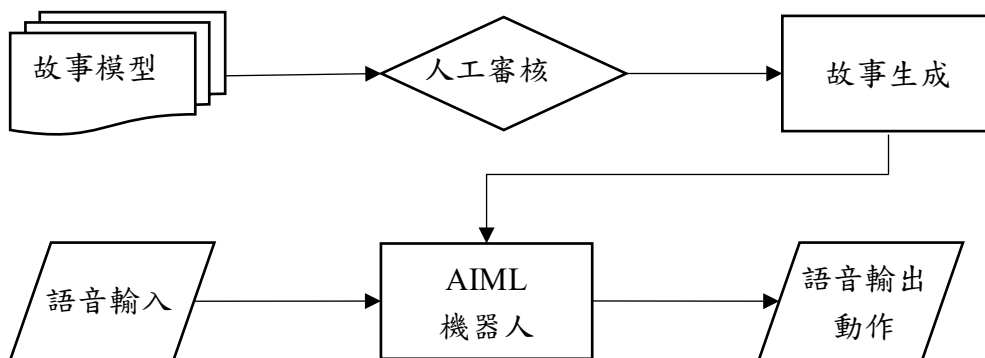 故事模型
人工審核
故事生成
語音輸入
AIML
機器人
語音輸出
動作